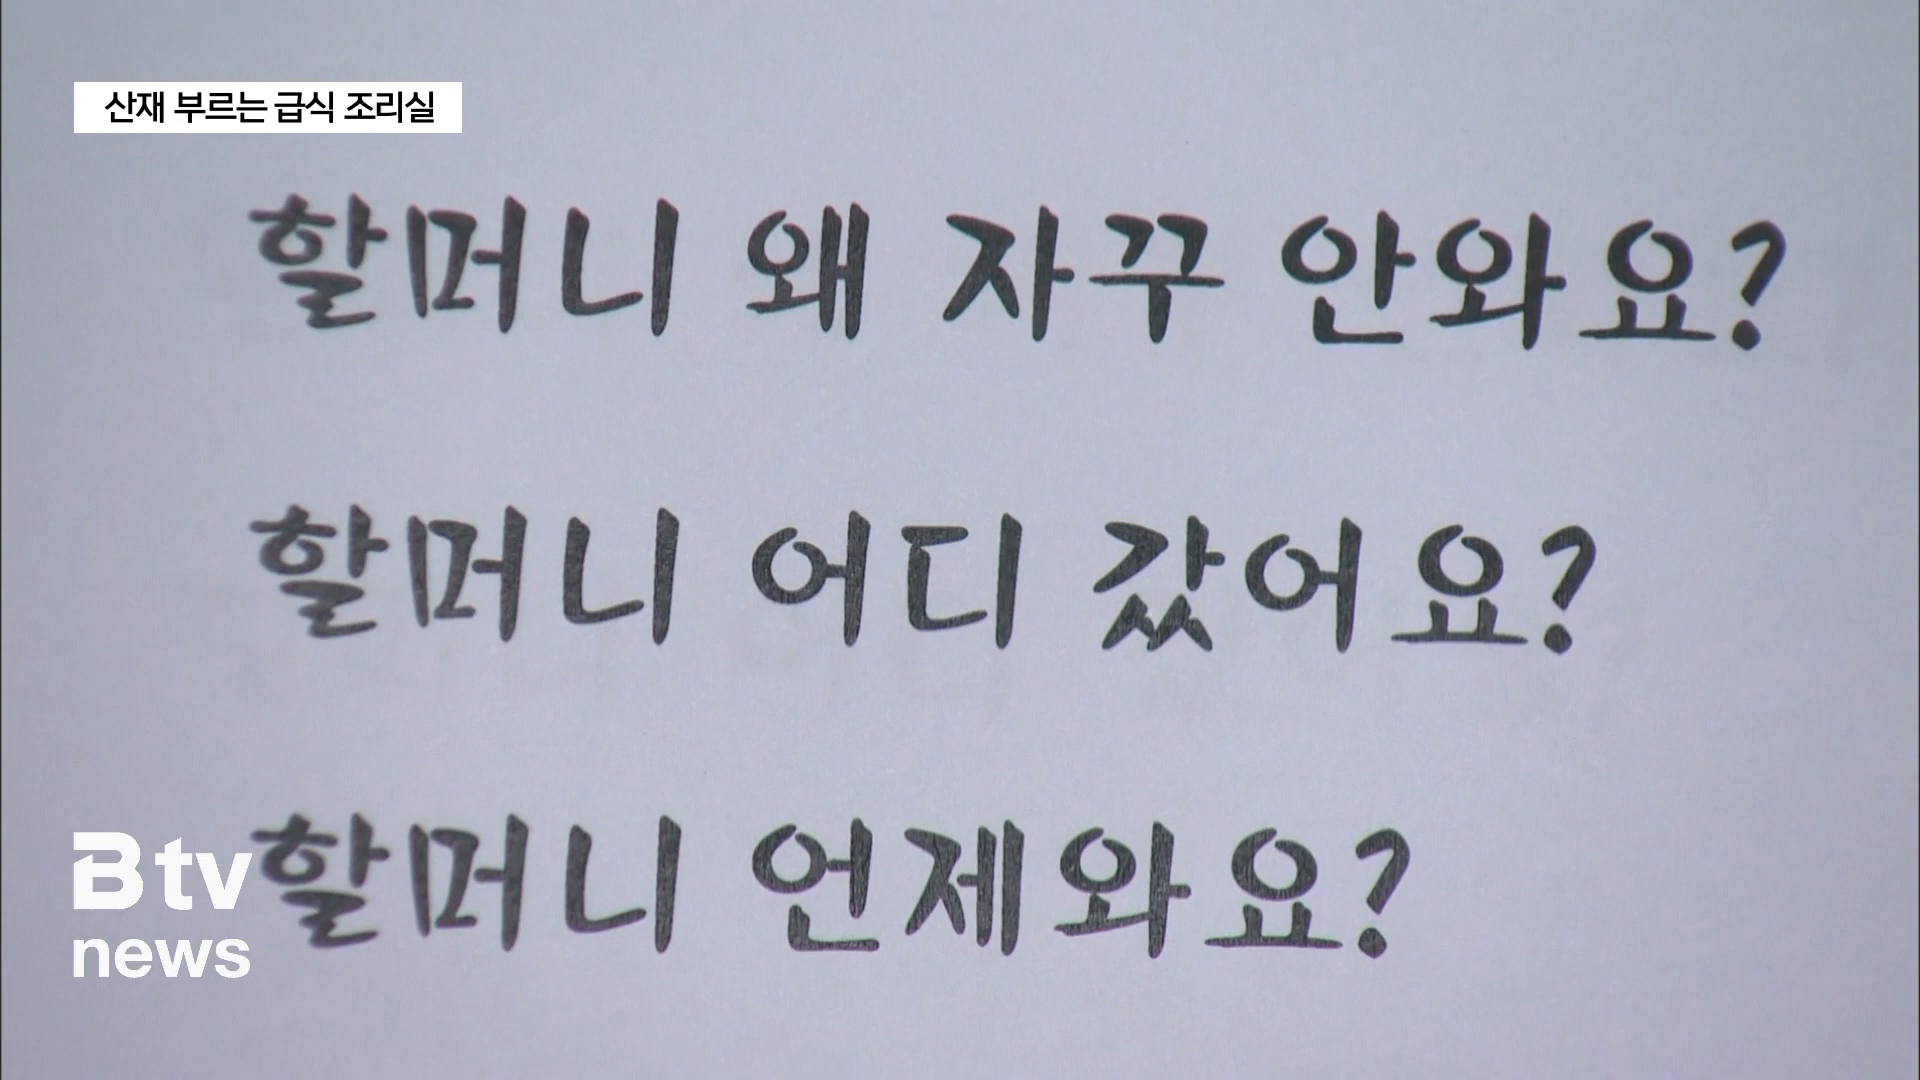 산재 부르는 급식 조리실
할머니 왜 자꾸 안와요?
할머니 어디 갔어요?
할머니 언제와요?
B tv
news